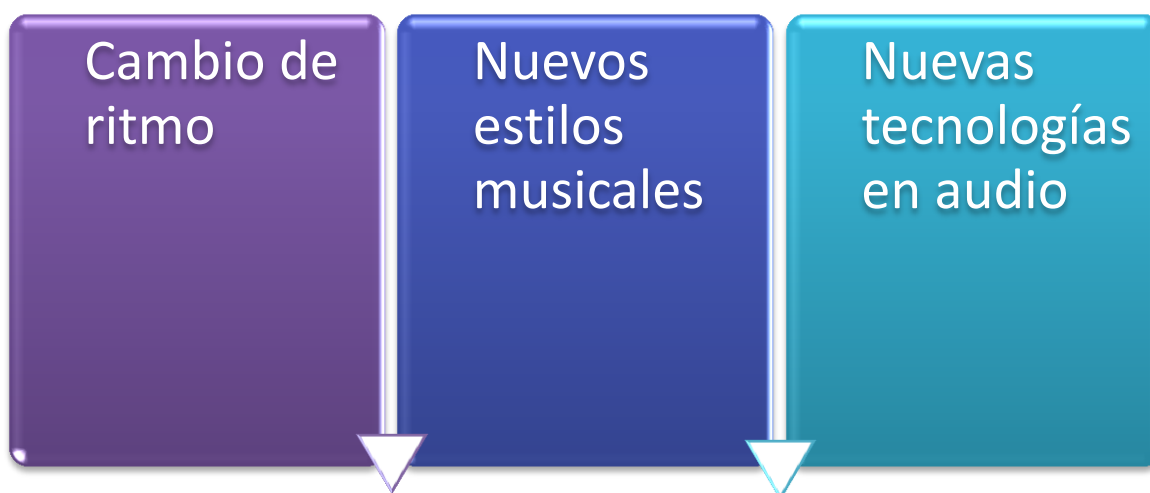 Cambio de
ritmo
Nuevos
estilos
musicales
Nuevas
tecnologías
en audio